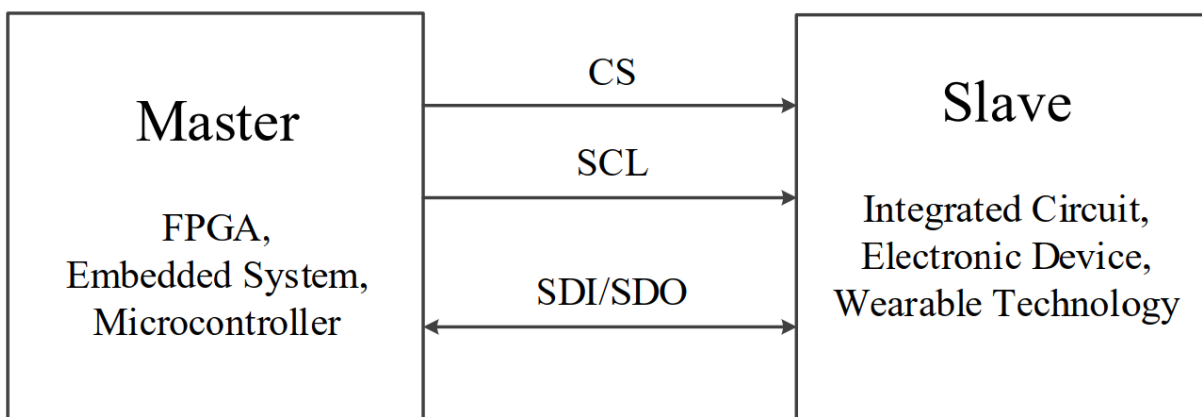 Master
FPGA,
Embedded System,
Microcontroller
CS
SCL
SDI/SDO
Slave
Integrated Circuit,
Electronic Device,
Wearable Technology